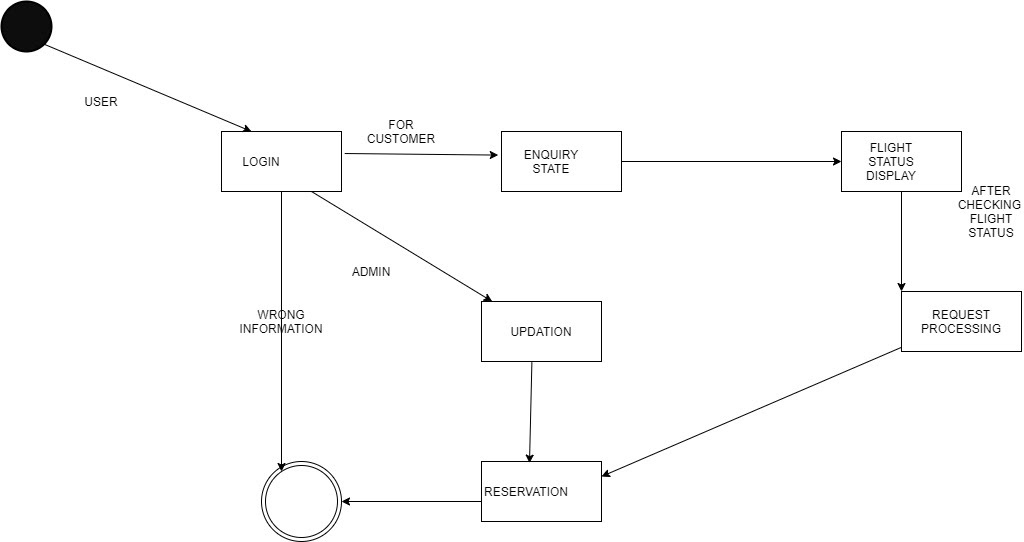 USER
FOR
CUSTOMER
LOGIN
ENQUIRY
STATE
FLIGHT
STATUS
DISPLAY
AFTER
CHECKING
FLIGHT
STATUS
ADMIN
WRONG
INFORMATION
UPDATION
REQUEST
PROCESSING
RESERVATION